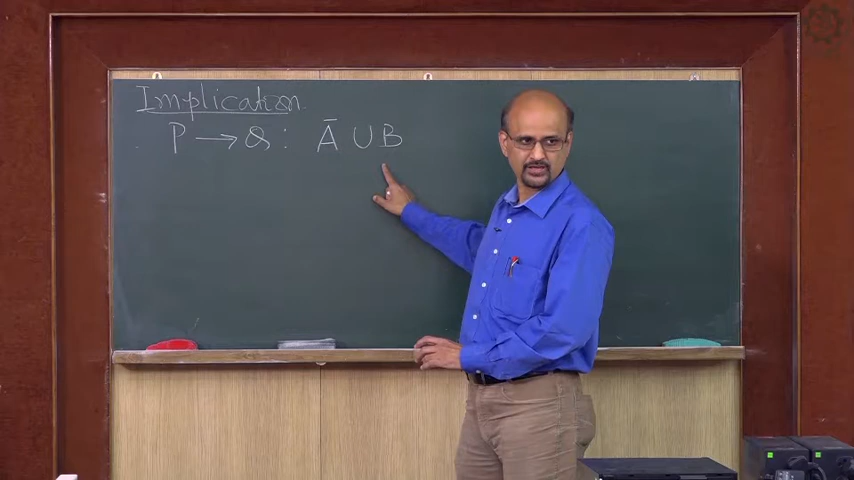 Implication
P → Q : Ā ∪ B